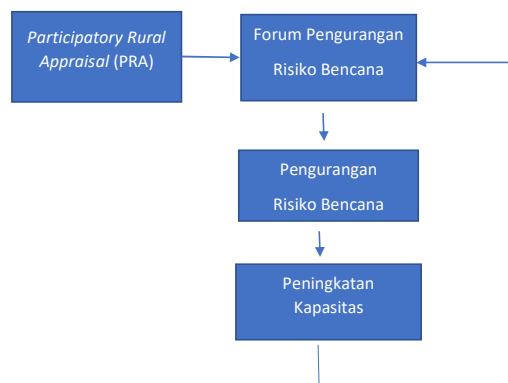 Participatory Rural
Appraisal (PRA)
Forum Pengurangan
Risiko Bencana
Pengurangan
Risiko Bencana
Peningkatan
Kapasitas